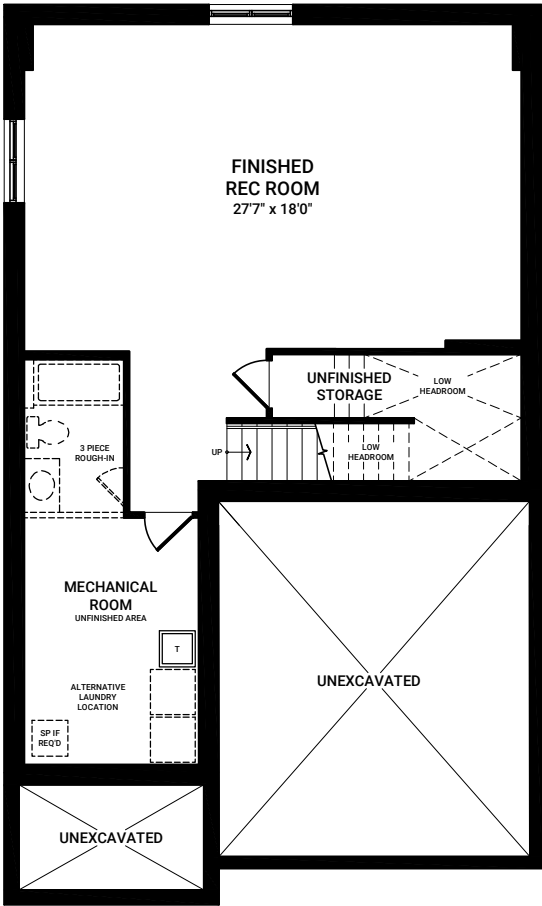 FINISHED
REC ROOM
27'7" x 18'0"
UNFINISHED
STORAGE
LOW
HEADROOM
3 PIECE
ROUGH-IN
UP
LOW
HEADROOM
MECHANICAL
ROOM
UNFINISHED AREA
T
ALTERNATIVE
LAUNDRY
LOCATION
SP IF
REQ'D
UNEXCAVATED
UNEXCAVATED